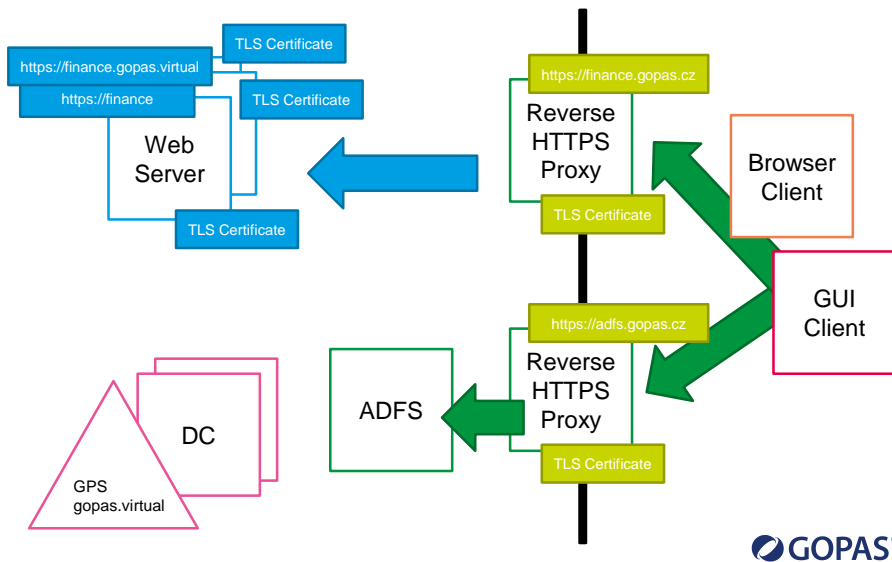 TLS Certificate
https://finance.gopas.virtual
https://finance
TLS Certificate
Web
Server
TLS Certificate
https://finance.gopas.cz
Reverse
HTTPS
Proxy
TLS Certificate
Browser
Client
GUI
Client
https://adfs.gopas.cz
Reverse
HTTPS
Proxy
TLS Certificate
ADFS
DC
GPS
gopas.virtual
GOPAS